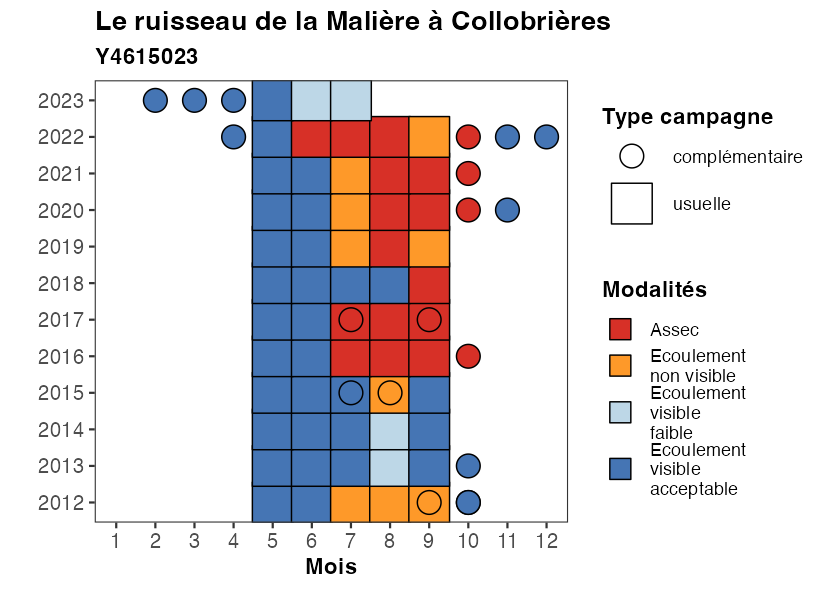 Le ruisseau de la Malière à Collobrières
Y4615023
2023
2022
2021
2020
2019
2018
2017
2016
2015
2014
2013
2012
1 2 3 4 5 6 7 8 9 10 11 12
Mois
Type campagne
complémentaire
usuelle
Modalités
Assec
Ecoulement
non visible
Ecoulement
visible
faible
Ecoulement
visible
acceptable